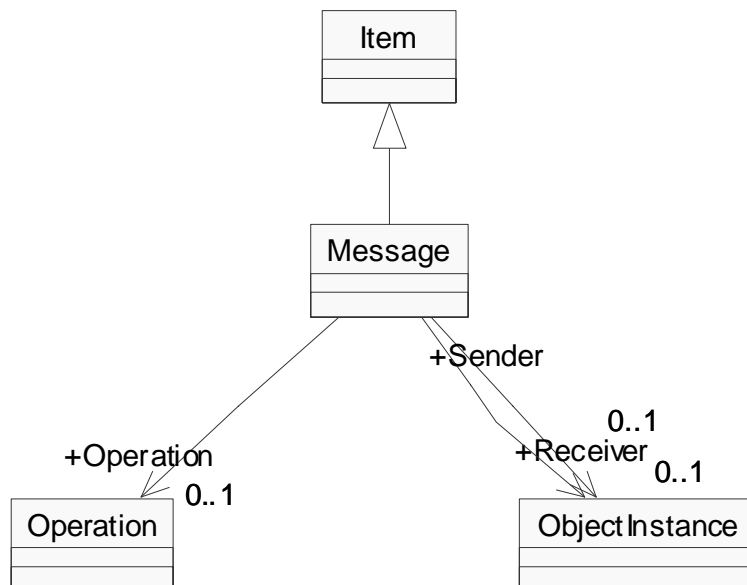 Item
Message
+Sender
0..1
+Receiver
+Operation
0..1
0..1
Operation
ObjectInstance